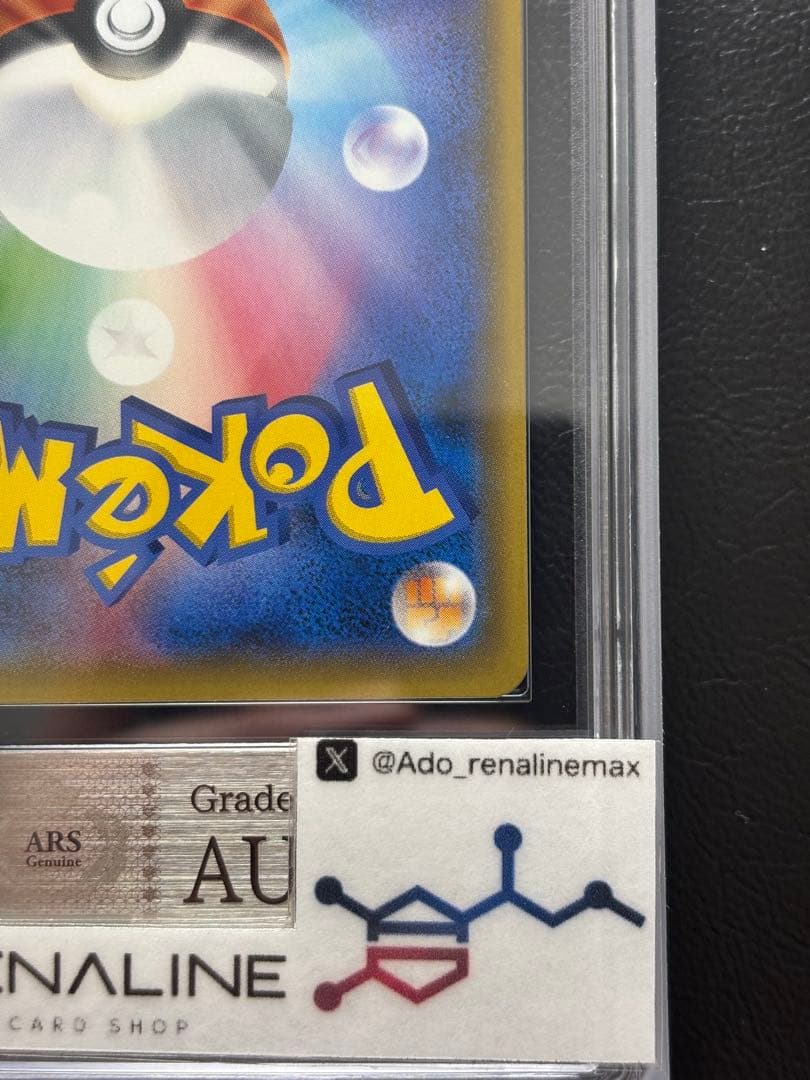 Pokém
𝕏 @Ado_renalinemax
Grade
ARS
Genuine
AU
ENALINE
CARD SHOP